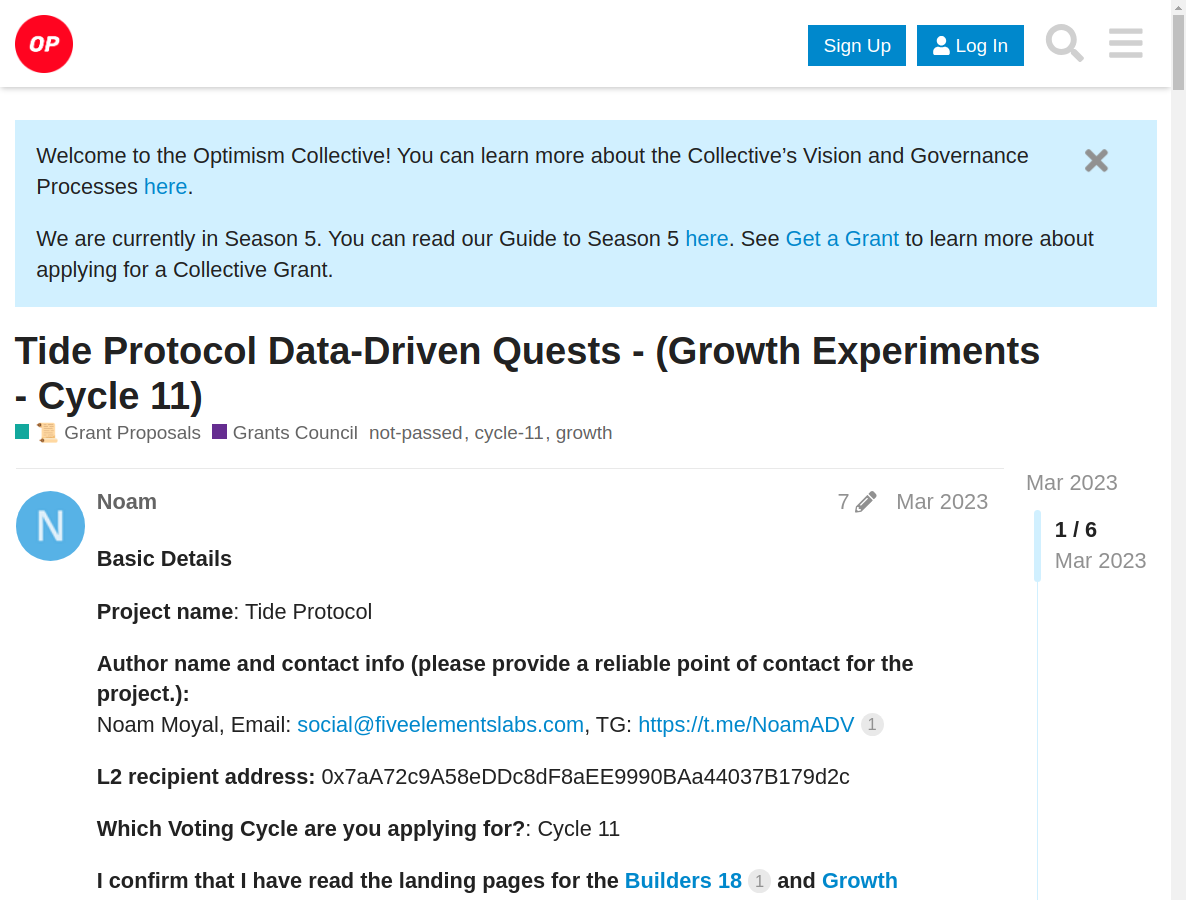 OP
Sign Up
Log In
Welcome to the Optimism Collective! You can learn more about the Collective’s Vision and Governance
Processes here.
We are currently in Season 5. You can read our Guide to Season 5 here. See Get a Grant to learn more about
applying for a Collective Grant.
Tide Protocol Data-Driven Quests - (Growth Experiments
- Cycle 11)
📜 Grant Proposals Grants Council not-passed, cycle-11, growth
N
Noam 7 Mar 2023
Mar 2023
1 / 6
Mar 2023
Basic Details
Project name: Tide Protocol
Author name and contact info (please provide a reliable point of contact for the
project.):
Noam Moyal, Email: social@fiveelementslabs.com, TG: https://t.me/NoamADV 1
L2 recipient address: 0x7aA72c9A58eDDc8dF8aEE9990BAa44037B179d2c
Which Voting Cycle are you applying for?: Cycle 11
I confirm that I have read the landing pages for the Builders 18 1 and Growth